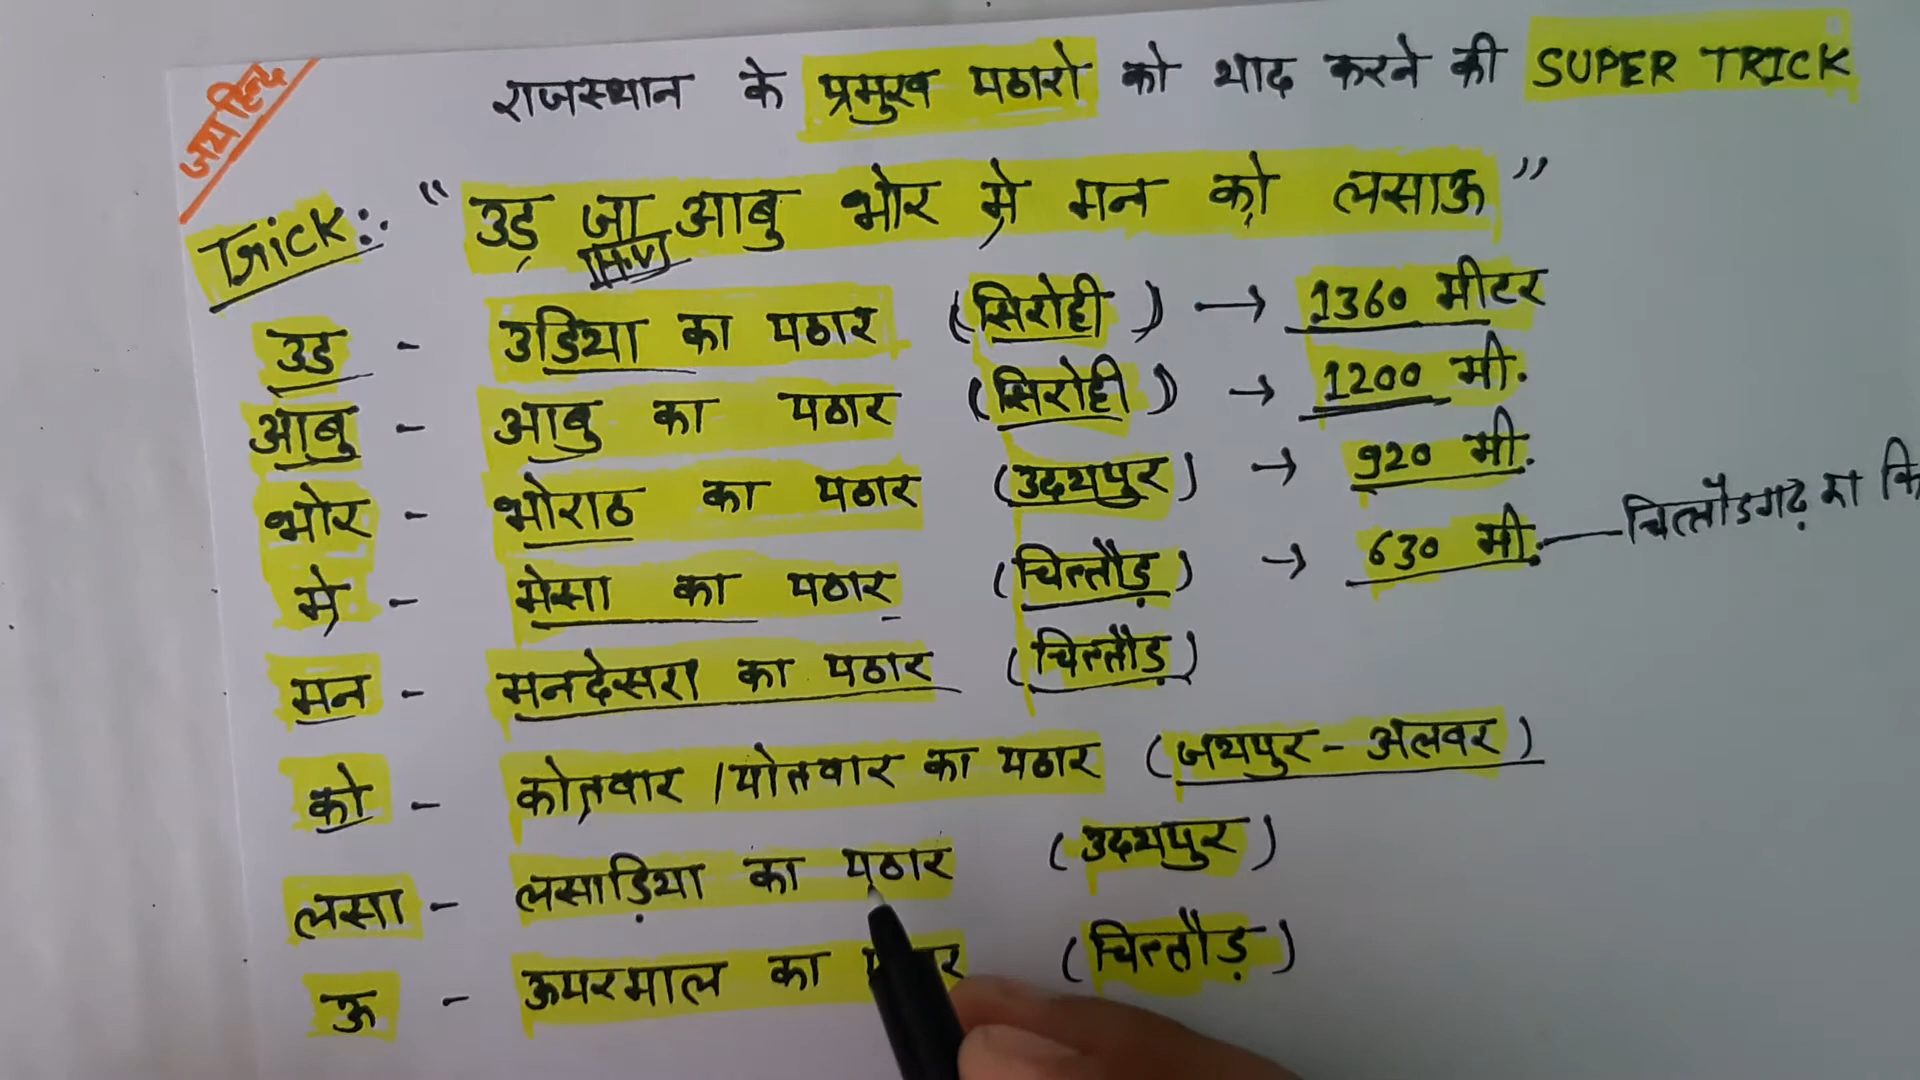 जयहिन्द
राजस्थान के प्रमुख पठारो को याद करने की SUPER TRICK
Trick:- "उड़ जा आबु भोर मे मन को लसाऊ"
उड - उडिया का पठार (सिरोही) → 1360 मीटर
आबु - आबु का पठार (सिरोही) → 1200 मी.
भोर - भोराठ का पठार (उदयपुर) → 920 मी.
मे - मेसा का पठार (चित्तौड़) → 630 मी. — चित्तौडगढ़ का कि
मन - मनदेसरा का पठार (चित्तौड़)
को - कोतवार / पोतवार का पठार (जयपुर - अलवर)
लसा - लसाड़िया का पठार (उदयपुर)
ऊ - ऊपरमाल का (चित्तौड़)